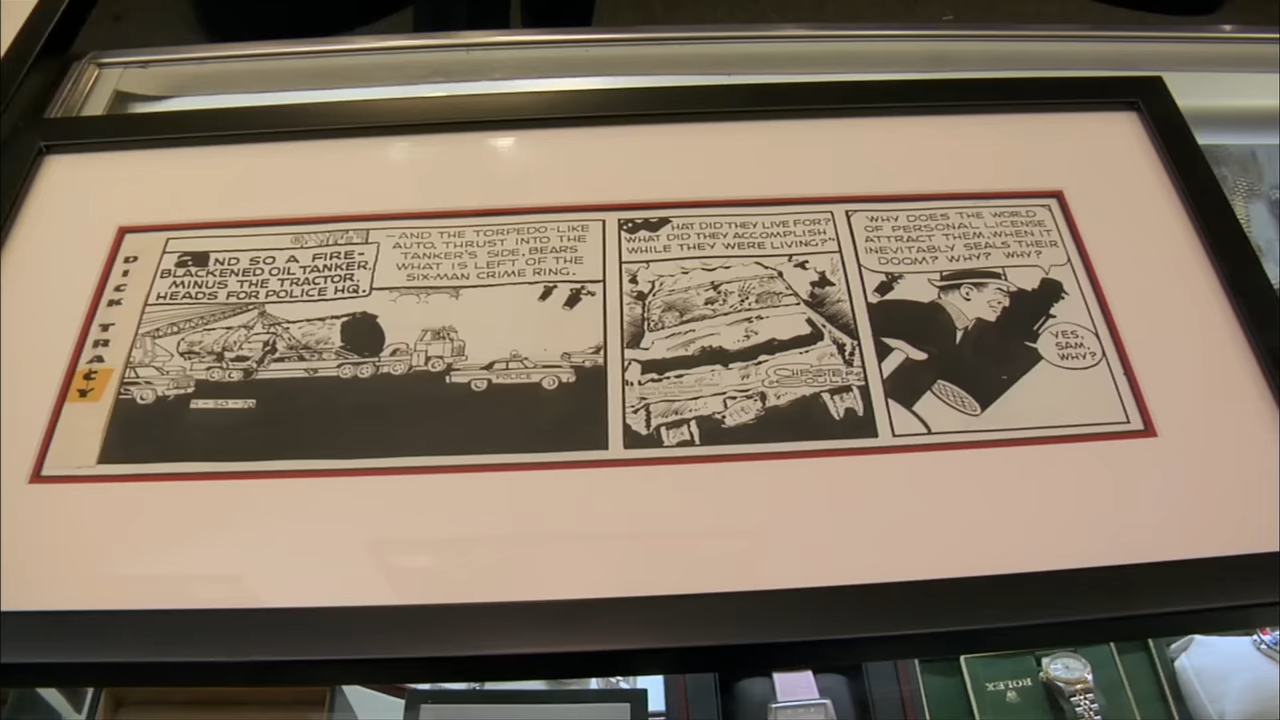 DICK TRACY
AND SO A FIRE-
BLACKENED OIL TANKER,
MINUS THE TRACTOR,
HEADS FOR POLICE HQ.
—AND THE TORPEDO-LIKE
AUTO, THRUST INTO THE
TANKER'S SIDE, BEARS
WHAT IS LEFT OF THE
SIX-MAN CRIME RING.
POLICE
4-30-70
HAT DID THEY LIVE FOR?
WHAT DID THEY ACCOMPLISH
WHILE THEY WERE LIVING?"
CHESTER
GOULD
WHY DOES THE WORLD
OF PERSONAL LICENSE
ATTRACT THEM, WHEN IT
INEVITABLY SEALS THEIR
DOOM? WHY? WHY?
YES,
SAM,
WHY?
ROLEX